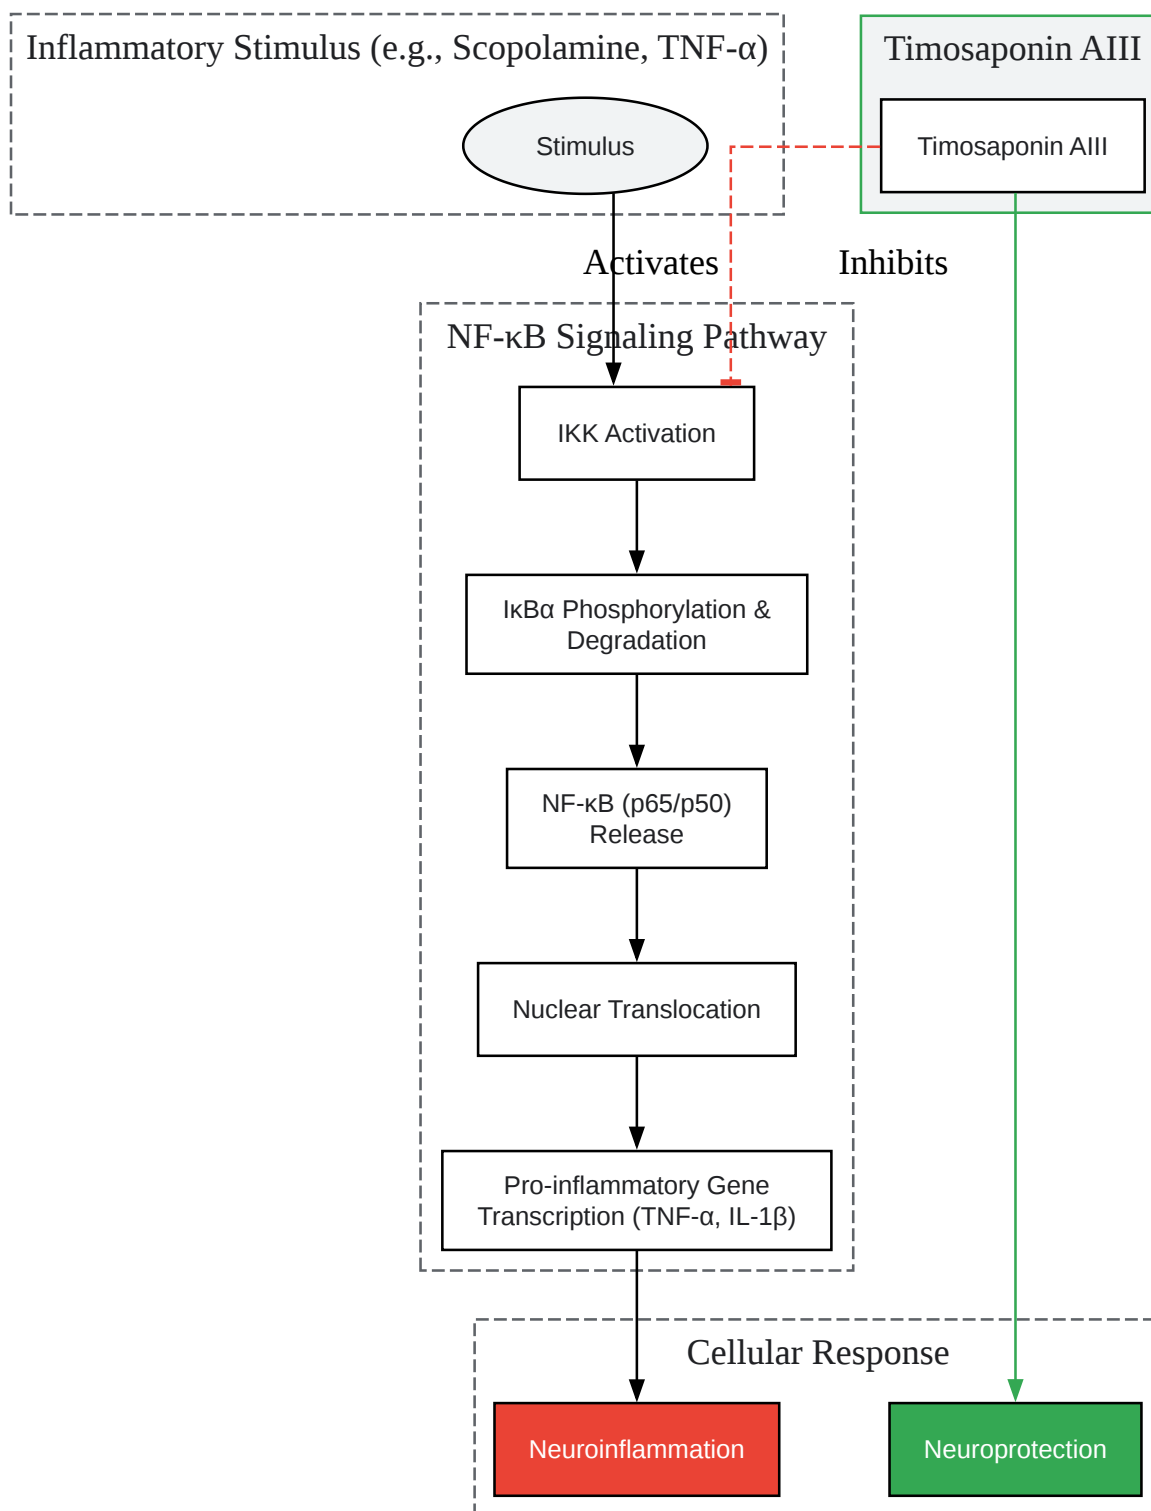 Inflammatory Stimulus (e.g., Scopolamine, TNF-α)
Timosaponin AIII
Stimulus
Timosaponin AIII
Activates
Inhibits
NF-κB Signaling Pathway
IKK Activation
IκBα Phosphorylation &
Degradation
NF-κB (p65/p50)
Release
Nuclear Translocation
Pro-inflammatory Gene
Transcription (TNF-α, IL-1β)
Cellular Response
Neuroinflammation
Neuroprotection